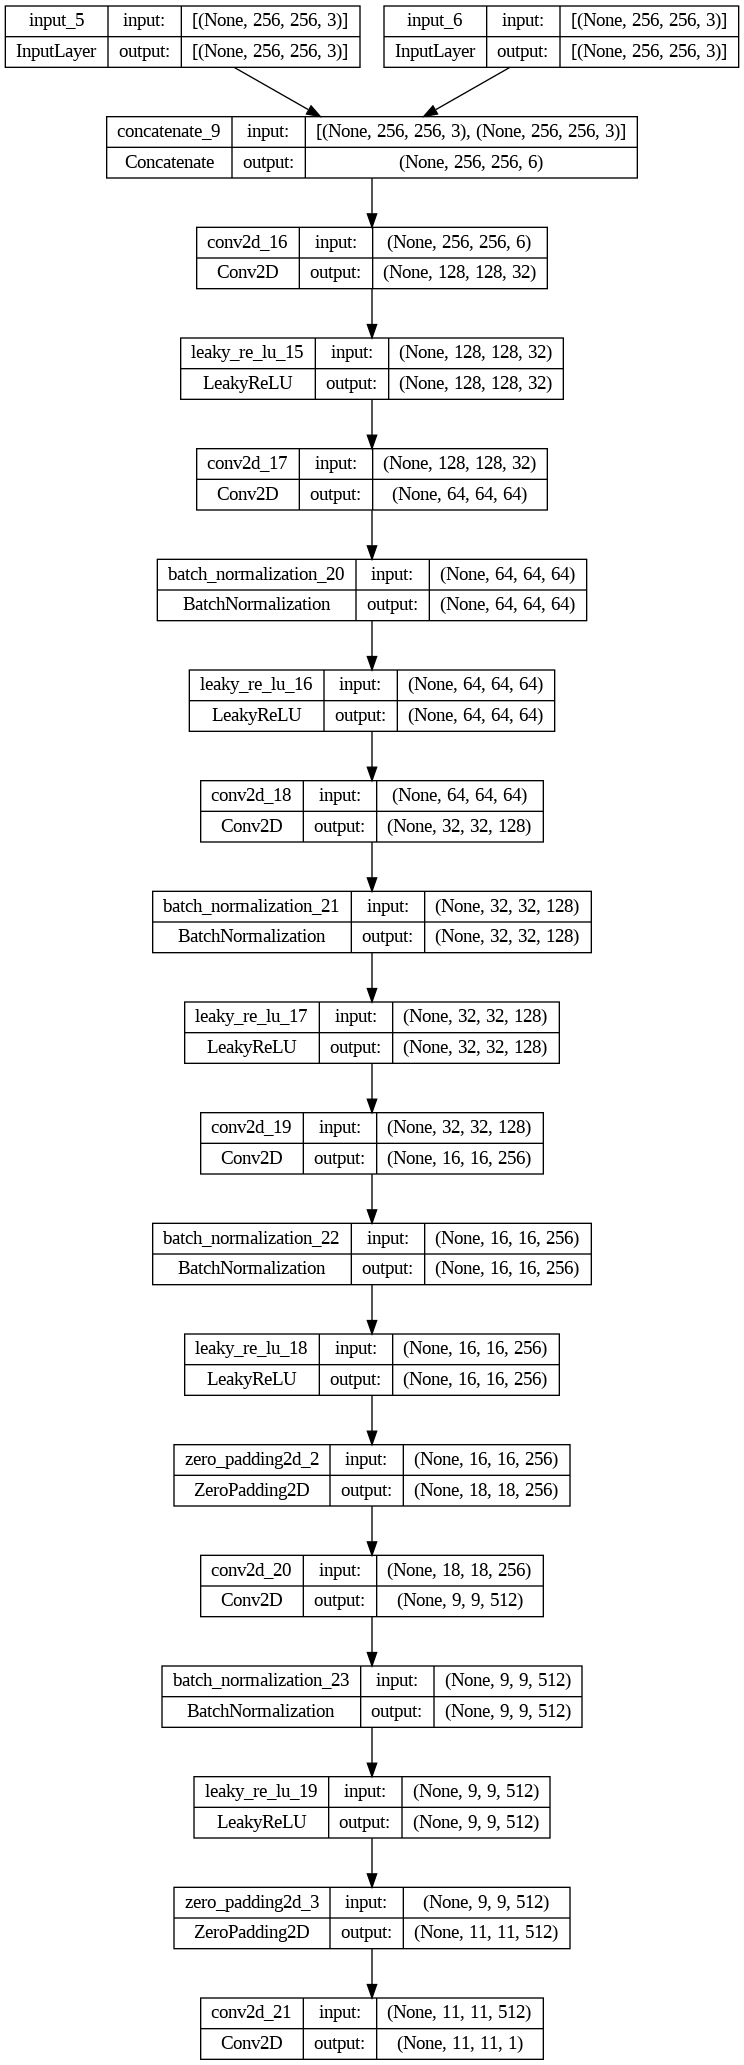 input_5 input: [(None, 256, 256, 3)]
InputLayer output: [(None, 256, 256, 3)]
input_6 input: [(None, 256, 256, 3)]
InputLayer output: [(None, 256, 256, 3)]
concatenate_9 input: [(None, 256, 256, 3), (None, 256, 256, 3)]
Concatenate output: (None, 256, 256, 6)
conv2d_16 input: (None, 256, 256, 6)
Conv2D output: (None, 128, 128, 32)
leaky_re_lu_15 input: (None, 128, 128, 32)
LeakyReLU output: (None, 128, 128, 32)
conv2d_17 input: (None, 128, 128, 32)
Conv2D output: (None, 64, 64, 64)
batch_normalization_20 input: (None, 64, 64, 64)
BatchNormalization output: (None, 64, 64, 64)
leaky_re_lu_16 input: (None, 64, 64, 64)
LeakyReLU output: (None, 64, 64, 64)
conv2d_18 input: (None, 64, 64, 64)
Conv2D output: (None, 32, 32, 128)
batch_normalization_21 input: (None, 32, 32, 128)
BatchNormalization output: (None, 32, 32, 128)
leaky_re_lu_17 input: (None, 32, 32, 128)
LeakyReLU output: (None, 32, 32, 128)
conv2d_19 input: (None, 32, 32, 128)
Conv2D output: (None, 16, 16, 256)
batch_normalization_22 input: (None, 16, 16, 256)
BatchNormalization output: (None, 16, 16, 256)
leaky_re_lu_18 input: (None, 16, 16, 256)
LeakyReLU output: (None, 16, 16, 256)
zero_padding2d_2 input: (None, 16, 16, 256)
ZeroPadding2D output: (None, 18, 18, 256)
conv2d_20 input: (None, 18, 18, 256)
Conv2D output: (None, 9, 9, 512)
batch_normalization_23 input: (None, 9, 9, 512)
BatchNormalization output: (None, 9, 9, 512)
leaky_re_lu_19 input: (None, 9, 9, 512)
LeakyReLU output: (None, 9, 9, 512)
zero_padding2d_3 input: (None, 9, 9, 512)
ZeroPadding2D output: (None, 11, 11, 512)
conv2d_21 input: (None, 11, 11, 512)
Conv2D output: (None, 11, 11, 1)